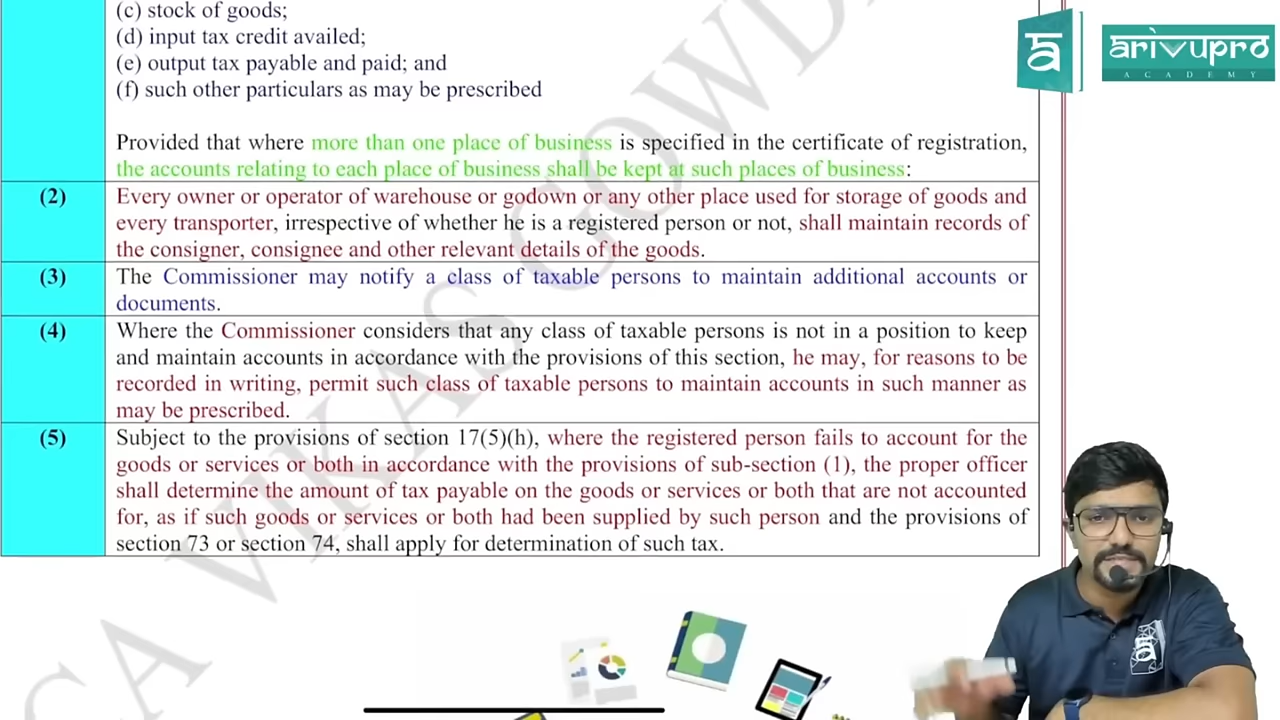 (c) stock of goods;
(d) input tax credit availed;
(e) output tax payable and paid; and
(f) such other particulars as may be prescribed
Provided that where more than one place of business is specified in the certificate of registration,
the accounts relating to each place of business shall be kept at such places of business:
(2) Every owner or operator of warehouse or godown or any other place used for storage of goods and
every transporter, irrespective of whether he is a registered person or not, shall maintain records of
the consigner, consignee and other relevant details of the goods.
(3) The Commissioner may notify a class of taxable persons to maintain additional accounts or
documents.
(4) Where the Commissioner considers that any class of taxable persons is not in a position to keep
and maintain accounts in accordance with the provisions of this section, he may, for reasons to be
recorded in writing, permit such class of taxable persons to maintain accounts in such manner as
may be prescribed.
(5) Subject to the provisions of section 17(5)(h), where the registered person fails to account for the
goods or services or both in accordance with the provisions of sub-section (1), the proper officer
shall determine the amount of tax payable on the goods or services or both that are not accounted
for, as if such goods or services or both had been supplied by such person and the provisions of
section 73 or section 74, shall apply for determination of such tax.
arivupro
ACADEMY
CA VIKAS GOWD